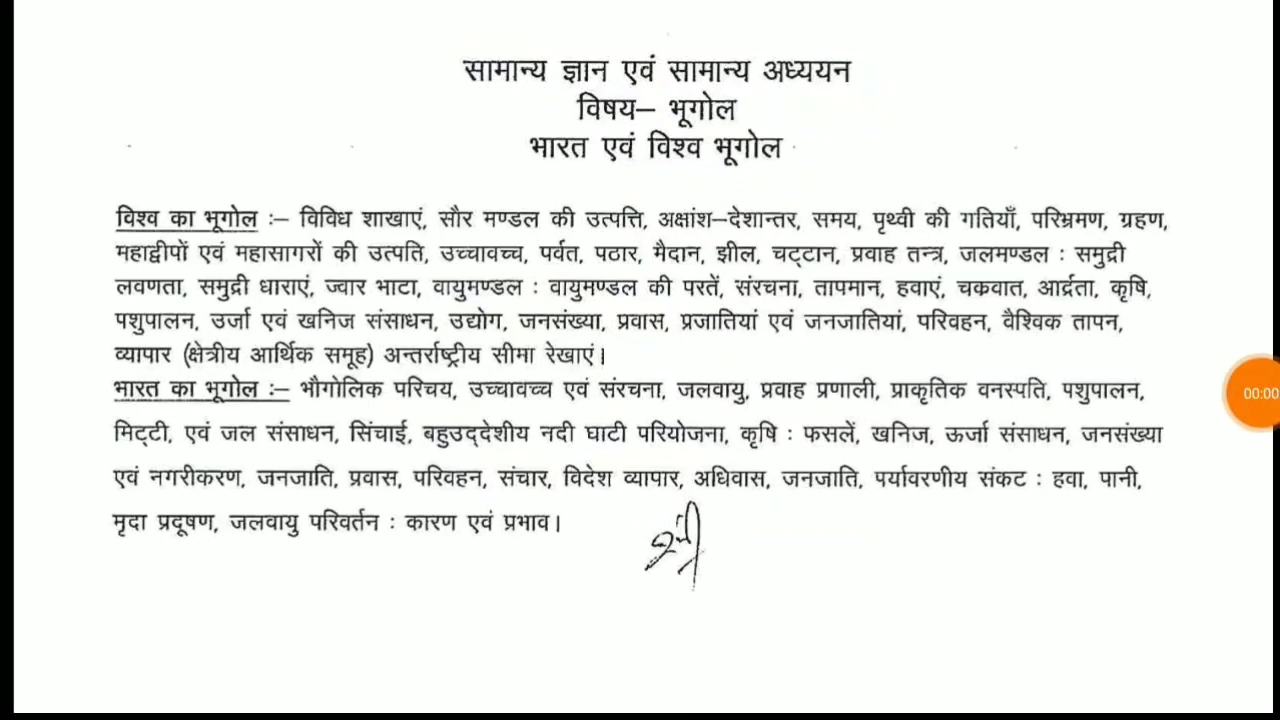 सामान्य ज्ञान एवं सामान्य अध्ययन
विषय– भूगोल
भारत एवं विश्व भूगोल
विश्व का भूगोल :– विविध शाखाएं, सौर मण्डल की उत्पत्ति, अक्षांश–देशान्तर, समय, पृथ्वी की गतियाँ, परिभ्रमण, ग्रहण,
महाद्वीपों एवं महासागरों की उत्पति, उच्चावच्च, पर्वत, पठार, मैदान, झील, चट्टान, प्रवाह तन्त्र, जलमण्डल : समुद्री
लवणता, समुद्री धाराएं, ज्वार भाटा, वायुमण्डल : वायुमण्डल की परतें, संरचना, तापमान, हवाएं, चक्रवात, आर्द्रता, कृषि,
पशुपालन, उर्जा एवं खनिज संसाधन, उद्योग, जनसंख्या, प्रवास, प्रजातियां एवं जनजातियां, परिवहन, वैश्विक तापन,
व्यापार (क्षेत्रीय आर्थिक समूह) अन्तर्राष्ट्रीय सीमा रेखाएं।
भारत का भूगोल :– भौगोलिक परिचय, उच्चावच्च एवं संरचना, जलवायु, प्रवाह प्रणाली, प्राकृतिक वनस्पति, पशुपालन,
मिट्टी, एवं जल संसाधन, सिंचाई, बहुउद्देशीय नदी घाटी परियोजना, कृषि : फसलें, खनिज, ऊर्जा संसाधन, जनसंख्या
एवं नगरीकरण, जनजाति, प्रवास, परिवहन, संचार, विदेश व्यापार, अधिवास, जनजाति, पर्यावरणीय संकट : हवा, पानी,
मृदा प्रदूषण, जलवायु परिवर्तन : कारण एवं प्रभाव।
00:00